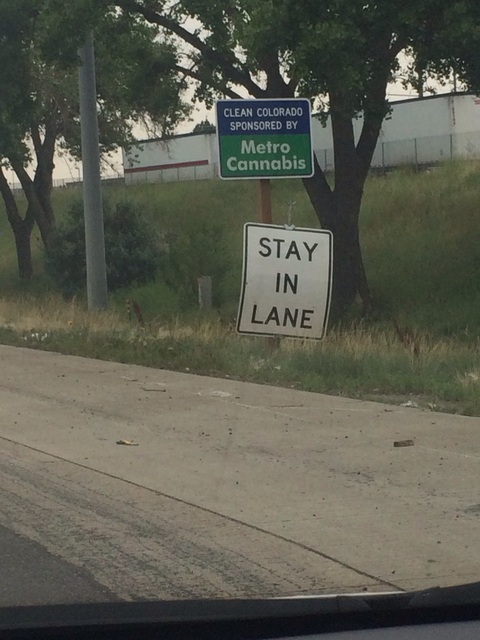 CLEAN COLORADO
SPONSORED BY
Metro
Cannabis
STAY
IN
LANE